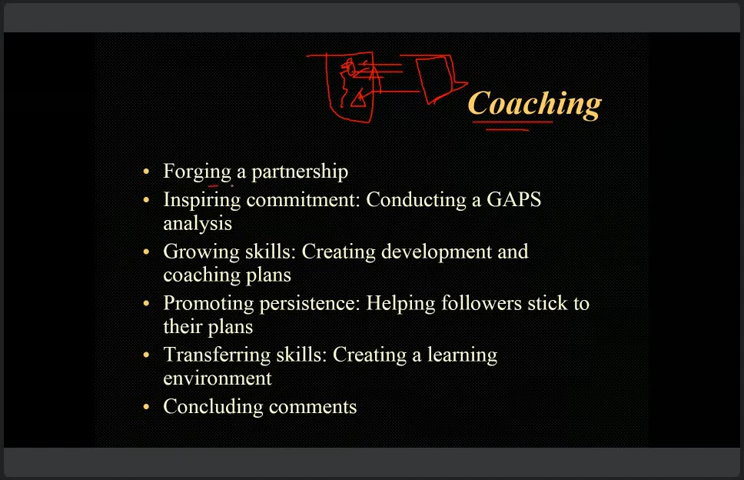 Coaching
• Forging a partnership
• Inspiring commitment: Conducting a GAPS
analysis
• Growing skills: Creating development and
coaching plans
• Promoting persistence: Helping followers stick to
their plans
• Transferring skills: Creating a learning
environment
• Concluding comments